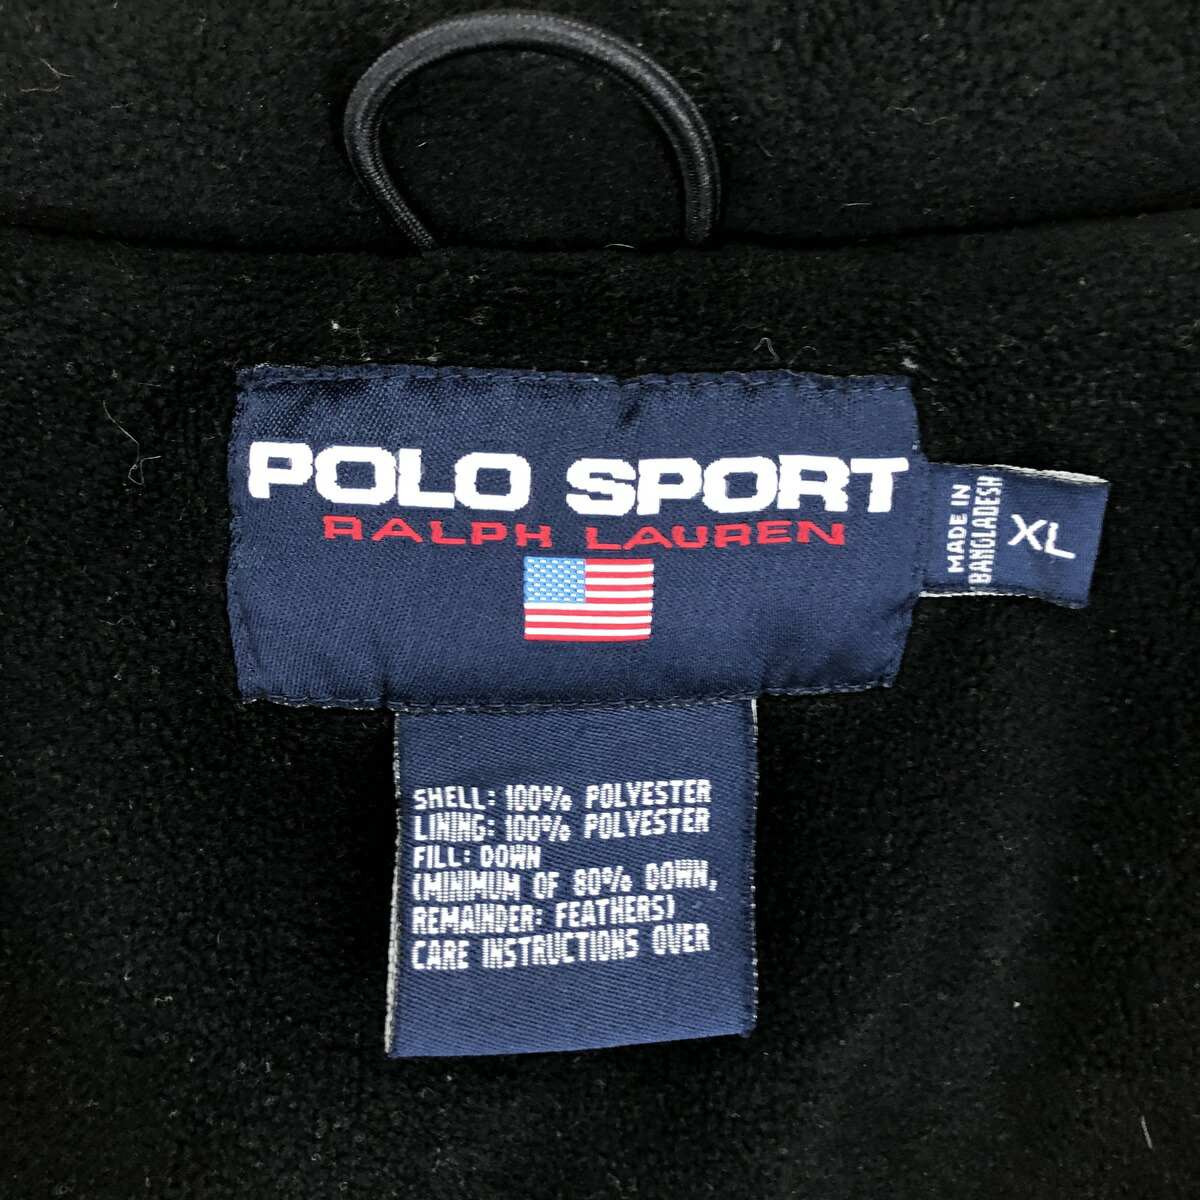 POLO SPORT
RALPH LAUREN
MADE IN
BANGLADESH
XL
SHELL: 100% POLYESTER
LINING: 100% POLYESTER
FILL: DOWN
(MINIMUM OF 80% DOWN,
REMAINDER: FEATHERS)
CARE INSTRUCTIONS OVER